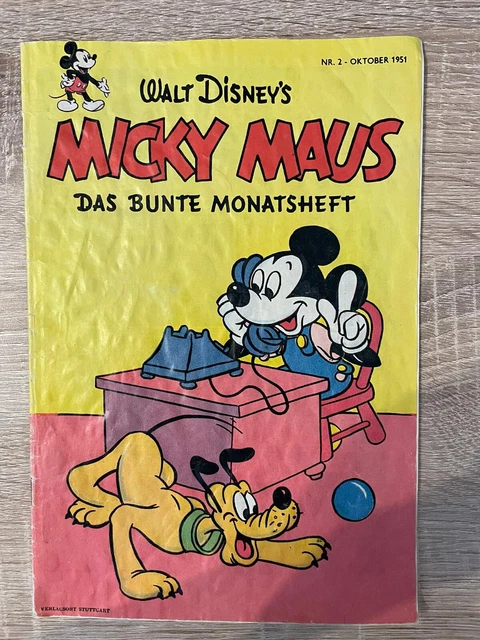 NR. 2 - OKTOBER 1951
WALT DISNEY'S
MICKY MAUS
DAS BUNTE MONATSHEFT
VERLAGSORT STUTTGART